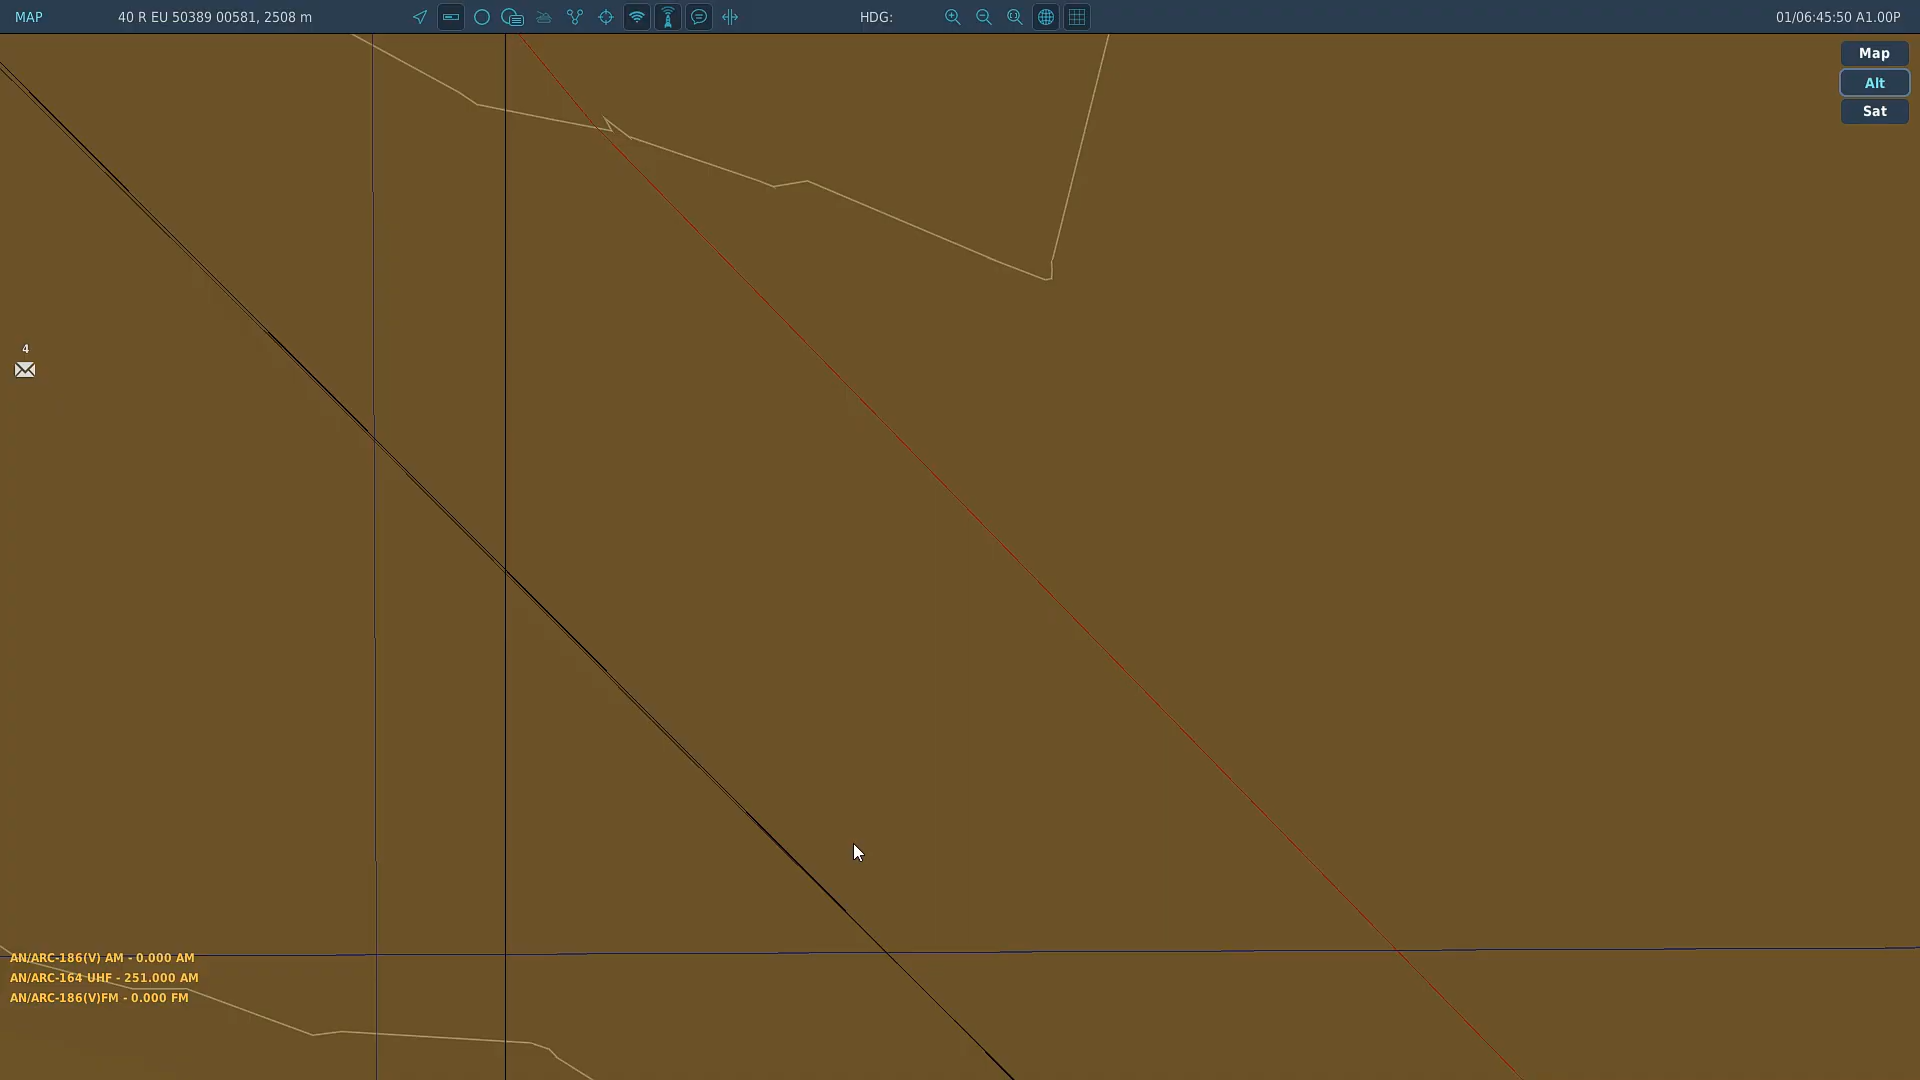 MAP 40 R EU 50389 00581, 2508 m HDG: 01/06:45:50 A1.00P
Map
Alt
Sat
4
AN/ARC-186(V) AM - 0.000 AM
AN/ARC-164 UHF - 251.000 AM
AN/ARC-186(V)FM - 0.000 FM